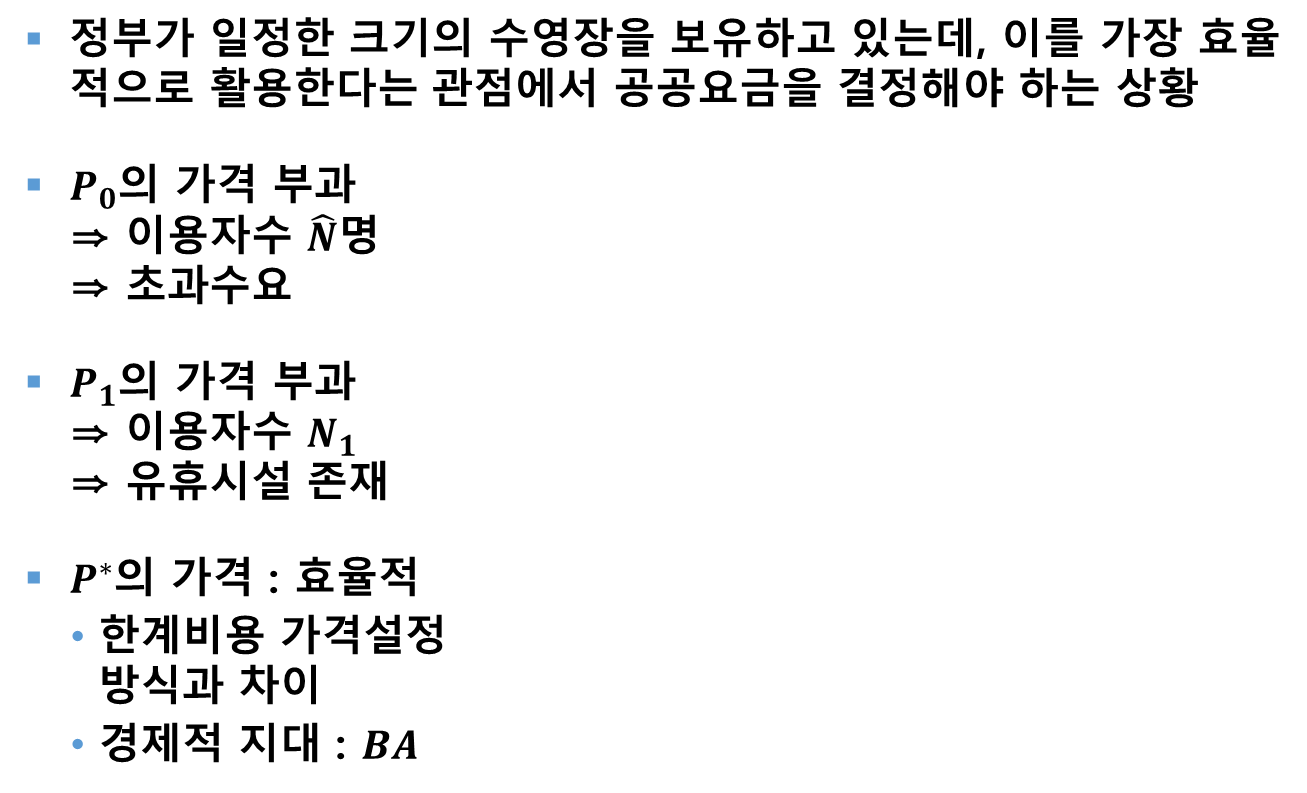 ▪ 정부가 일정한 크기의 수영장을 보유하고 있는데, 이를 가장 효율
적으로 활용한다는 관점에서 공공요금을 결정해야 하는 상황
▪ P₀의 가격 부과
⇒ 이용자수 N̂명
⇒ 초과수요
▪ P₁의 가격 부과
⇒ 이용자수 N₁
⇒ 유휴시설 존재
▪ P*의 가격 : 효율적
• 한계비용 가격설정
방식과 차이
• 경제적 지대 : BA